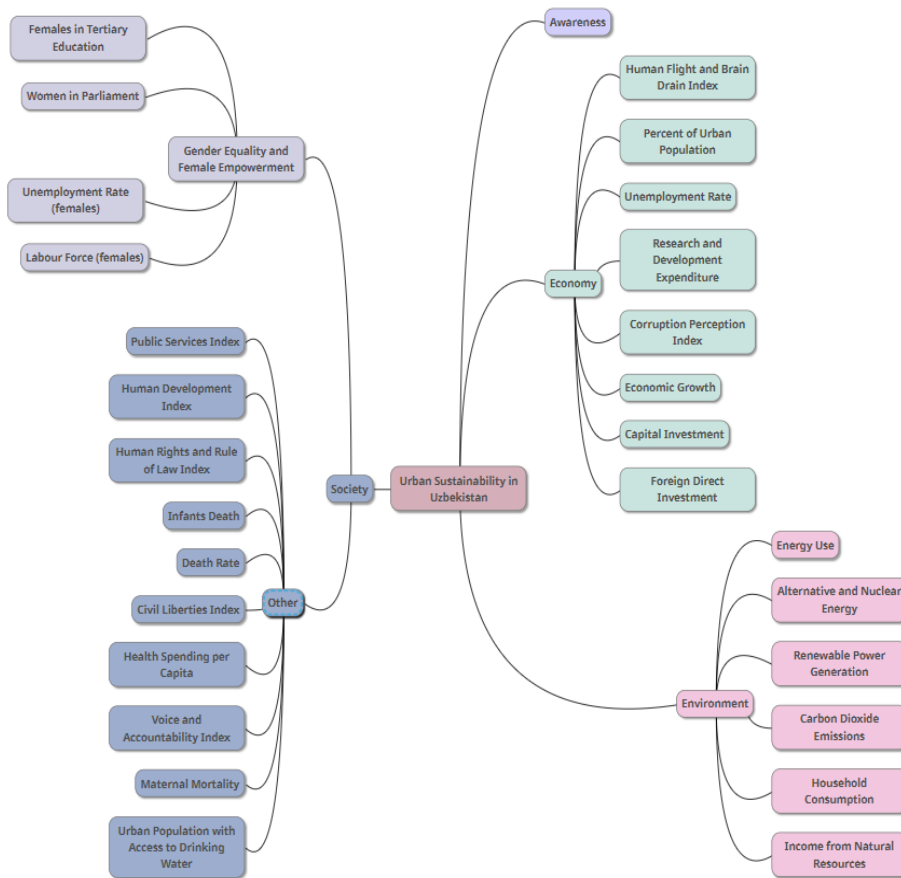 Females in Tertiary
Education
Women in Parliament
Gender Equality and
Female Empowerment
Unemployment Rate
(females)
Labour Force (females)
Public Services Index
Human Development
Index
Human Rights and Rule
of Law Index
Infants Death
Death Rate
Other
Civil Liberties Index
Health Spending per
Capita
Voice and
Accountability Index
Maternal Mortality
Urban Population with
Access to Drinking
Water
Society
Urban Sustainability in
Uzbekistan
Awareness
Human Flight and Brain
Drain Index
Percent of Urban
Population
Unemployment Rate
Research and
Development
Expenditure
Economy
Corruption Perception
Index
Economic Growth
Capital Investment
Foreign Direct
Investment
Energy Use
Alternative and Nuclear
Energy
Renewable Power
Generation
Environment
Carbon Dioxide
Emissions
Household
Consumption
Income from Natural
Resources